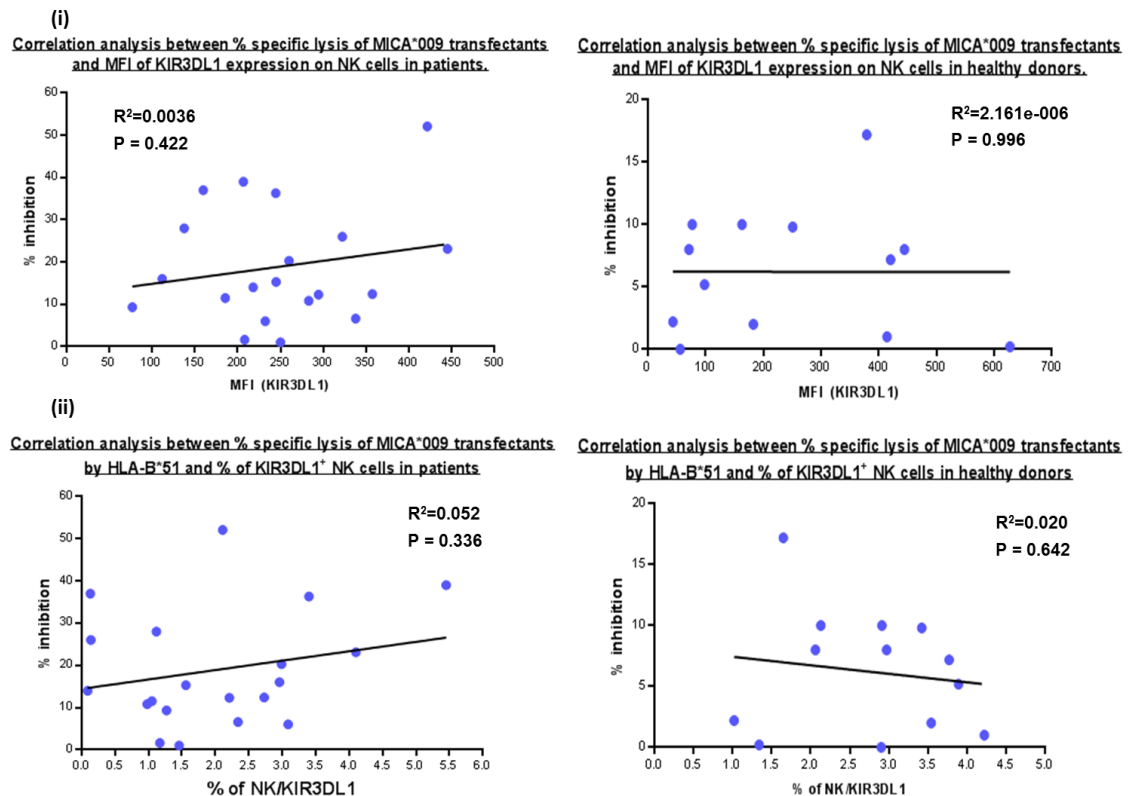 (i)
Correlation analysis between % specific lysis of MICA*009 transfectants
and MFI of KIR3DL1 expression on NK cells in patients.
60
50
40
30
20
10
0
% inhibition
R²=0.0036
P = 0.422
0 50 100 150 200 250 300 350 400 450 500
MFI (KIR3DL1)
Correlation analysis between % specific lysis of MICA*009 transfectants
and MFI of KIR3DL1 expression on NK cells in healthy donors.
20
15
10
5
0
% inhibition
R²=2.161e-006
P = 0.996
0 100 200 300 400 500 600 700
MFI (KIR3DL1)
(ii)
Correlation analysis between % specific lysis of MICA*009 transfectants
by HLA-B*51 and % of KIR3DL1⁺ NK cells in patients
60
50
40
30
20
10
0
% inhibition
R²=0.052
P = 0.336
0.0 0.5 1.0 1.5 2.0 2.5 3.0 3.5 4.0 4.5 5.0 5.5 6.0
% of NK/KIR3DL1
Correlation analysis between % specific lysis of MICA*009 transfectants
by HLA-B*51 and % of KIR3DL1⁺ NK cells in healthy donors
20
15
10
5
0
% inhibition
R²=0.020
P = 0.642
0.0 0.5 1.0 1.5 2.0 2.5 3.0 3.5 4.0 4.5 5.0
% of NK/KIR3DL1